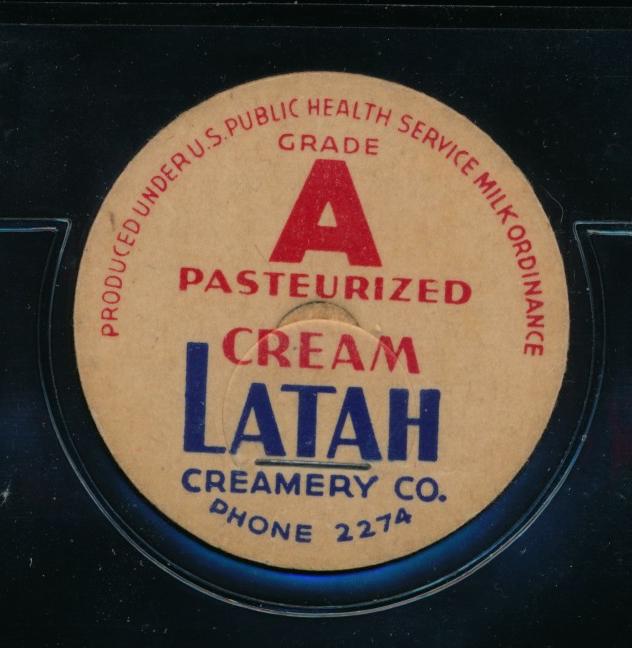 PRODUCED UNDER U.S. PUBLIC HEALTH SERVICE MILK ORDINANCE
GRADE
A
PASTEURIZED
CREAM
LATAH
CREAMERY CO.
PHONE 2274